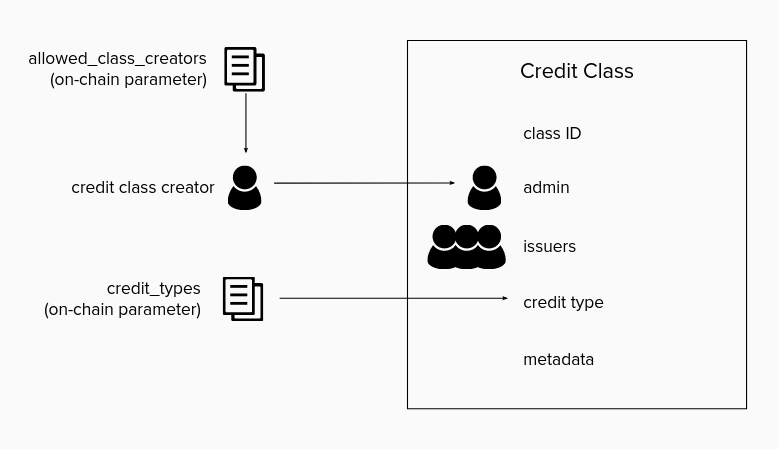 allowed_class_creators
(on-chain parameter)
credit class creator
credit_types
(on-chain parameter)
Credit Class
class ID
admin
issuers
credit type
metadata